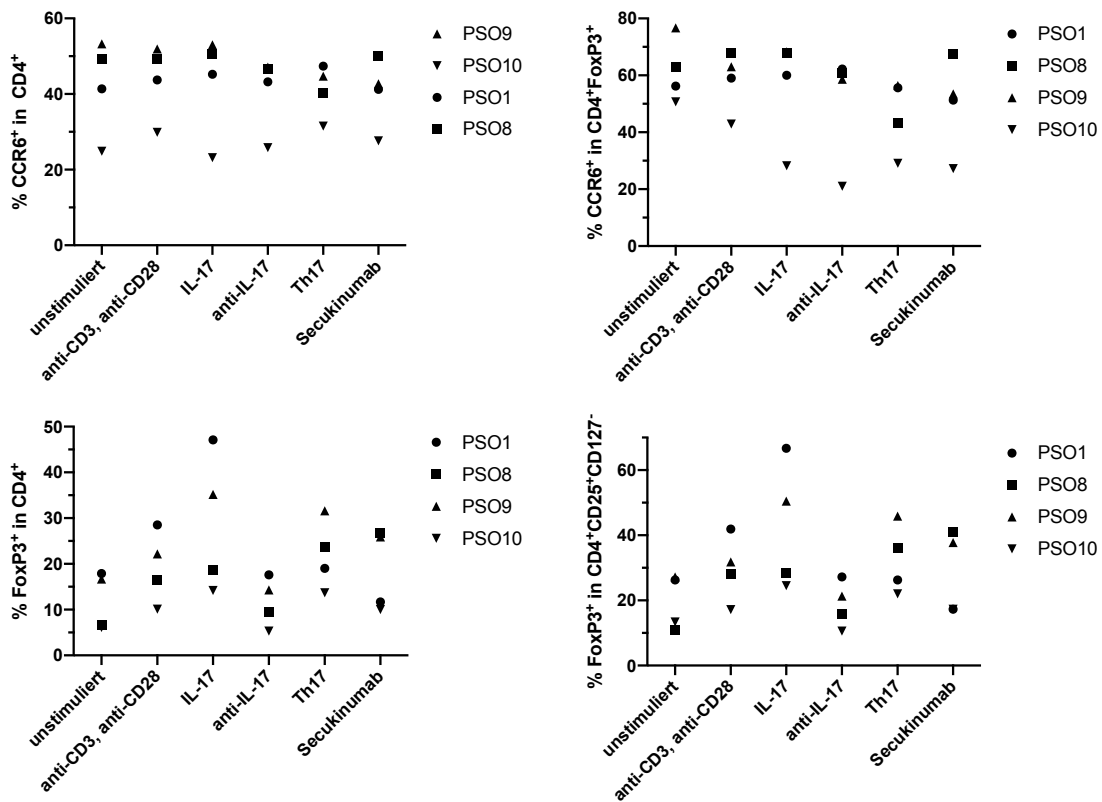 % CCR6+ in CD4+
60
40
20
0
unstimuliert
anti-CD3, anti-CD28
IL-17
anti-IL-17
Th17
Secukinumab
PSO9
PSO10
PSO1
PSO8
% CCR6+ in CD4+FoxP3+
80
60
40
20
0
unstimuliert
anti-CD3, anti-CD28
IL-17
anti-IL-17
Th17
Secukinumab
PSO1
PSO8
PSO9
PSO10
% FoxP3+ in CD4+
50
40
30
20
10
0
unstimuliert
anti-CD3, anti-CD28
IL-17
anti-IL-17
Th17
Secukinumab
PSO1
PSO8
PSO9
PSO10
% FoxP3+ in CD4+CD25+CD127-
60
40
20
0
unstimuliert
anti-CD3, anti-CD28
IL-17
anti-IL-17
Th17
Secukinumab
PSO1
PSO8
PSO9
PSO10